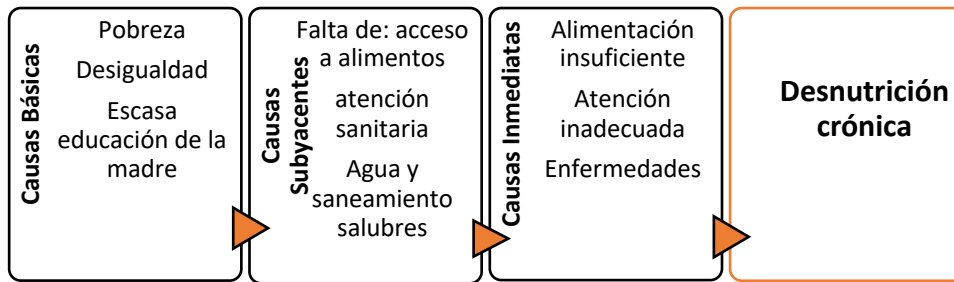 Causas Básicas
Pobreza
Desigualdad
Escasa
educación de la
madre
Causas
Subyacentes
Falta de: acceso
a alimentos
atención
sanitaria
Agua y
saneamiento
salubres
Causas Inmediatas
Alimentación
insuficiente
Atención
inadecuada
Enfermedades
Desnutrición
crónica